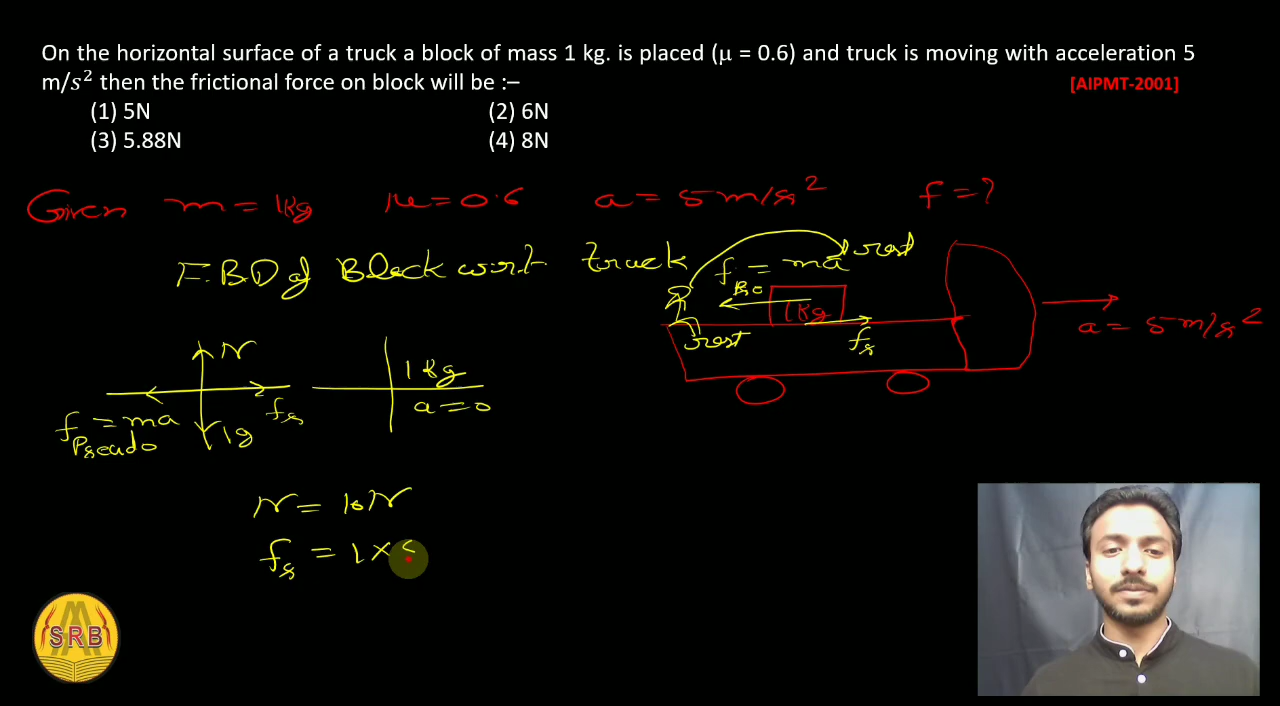 On the horizontal surface of a truck a block of mass 1 kg. is placed (μ = 0.6) and truck is moving with acceleration 5
m/s² then the frictional force on block will be :–
[AIPMT-2001]
(1) 5N (2) 6N
(3) 5.88N (4) 8N
Given m = 1kg μ = 0.6 a = 5 m/s² f = ?
F.B.D of Block w.r.t. truck
f = ma
rest
1kg
rest
fs
a = 5 m/s²
N
1kg
a = 0
f = ma
Pseudo
fs
1g
N = 10N
fs = 1 × 5
SRB